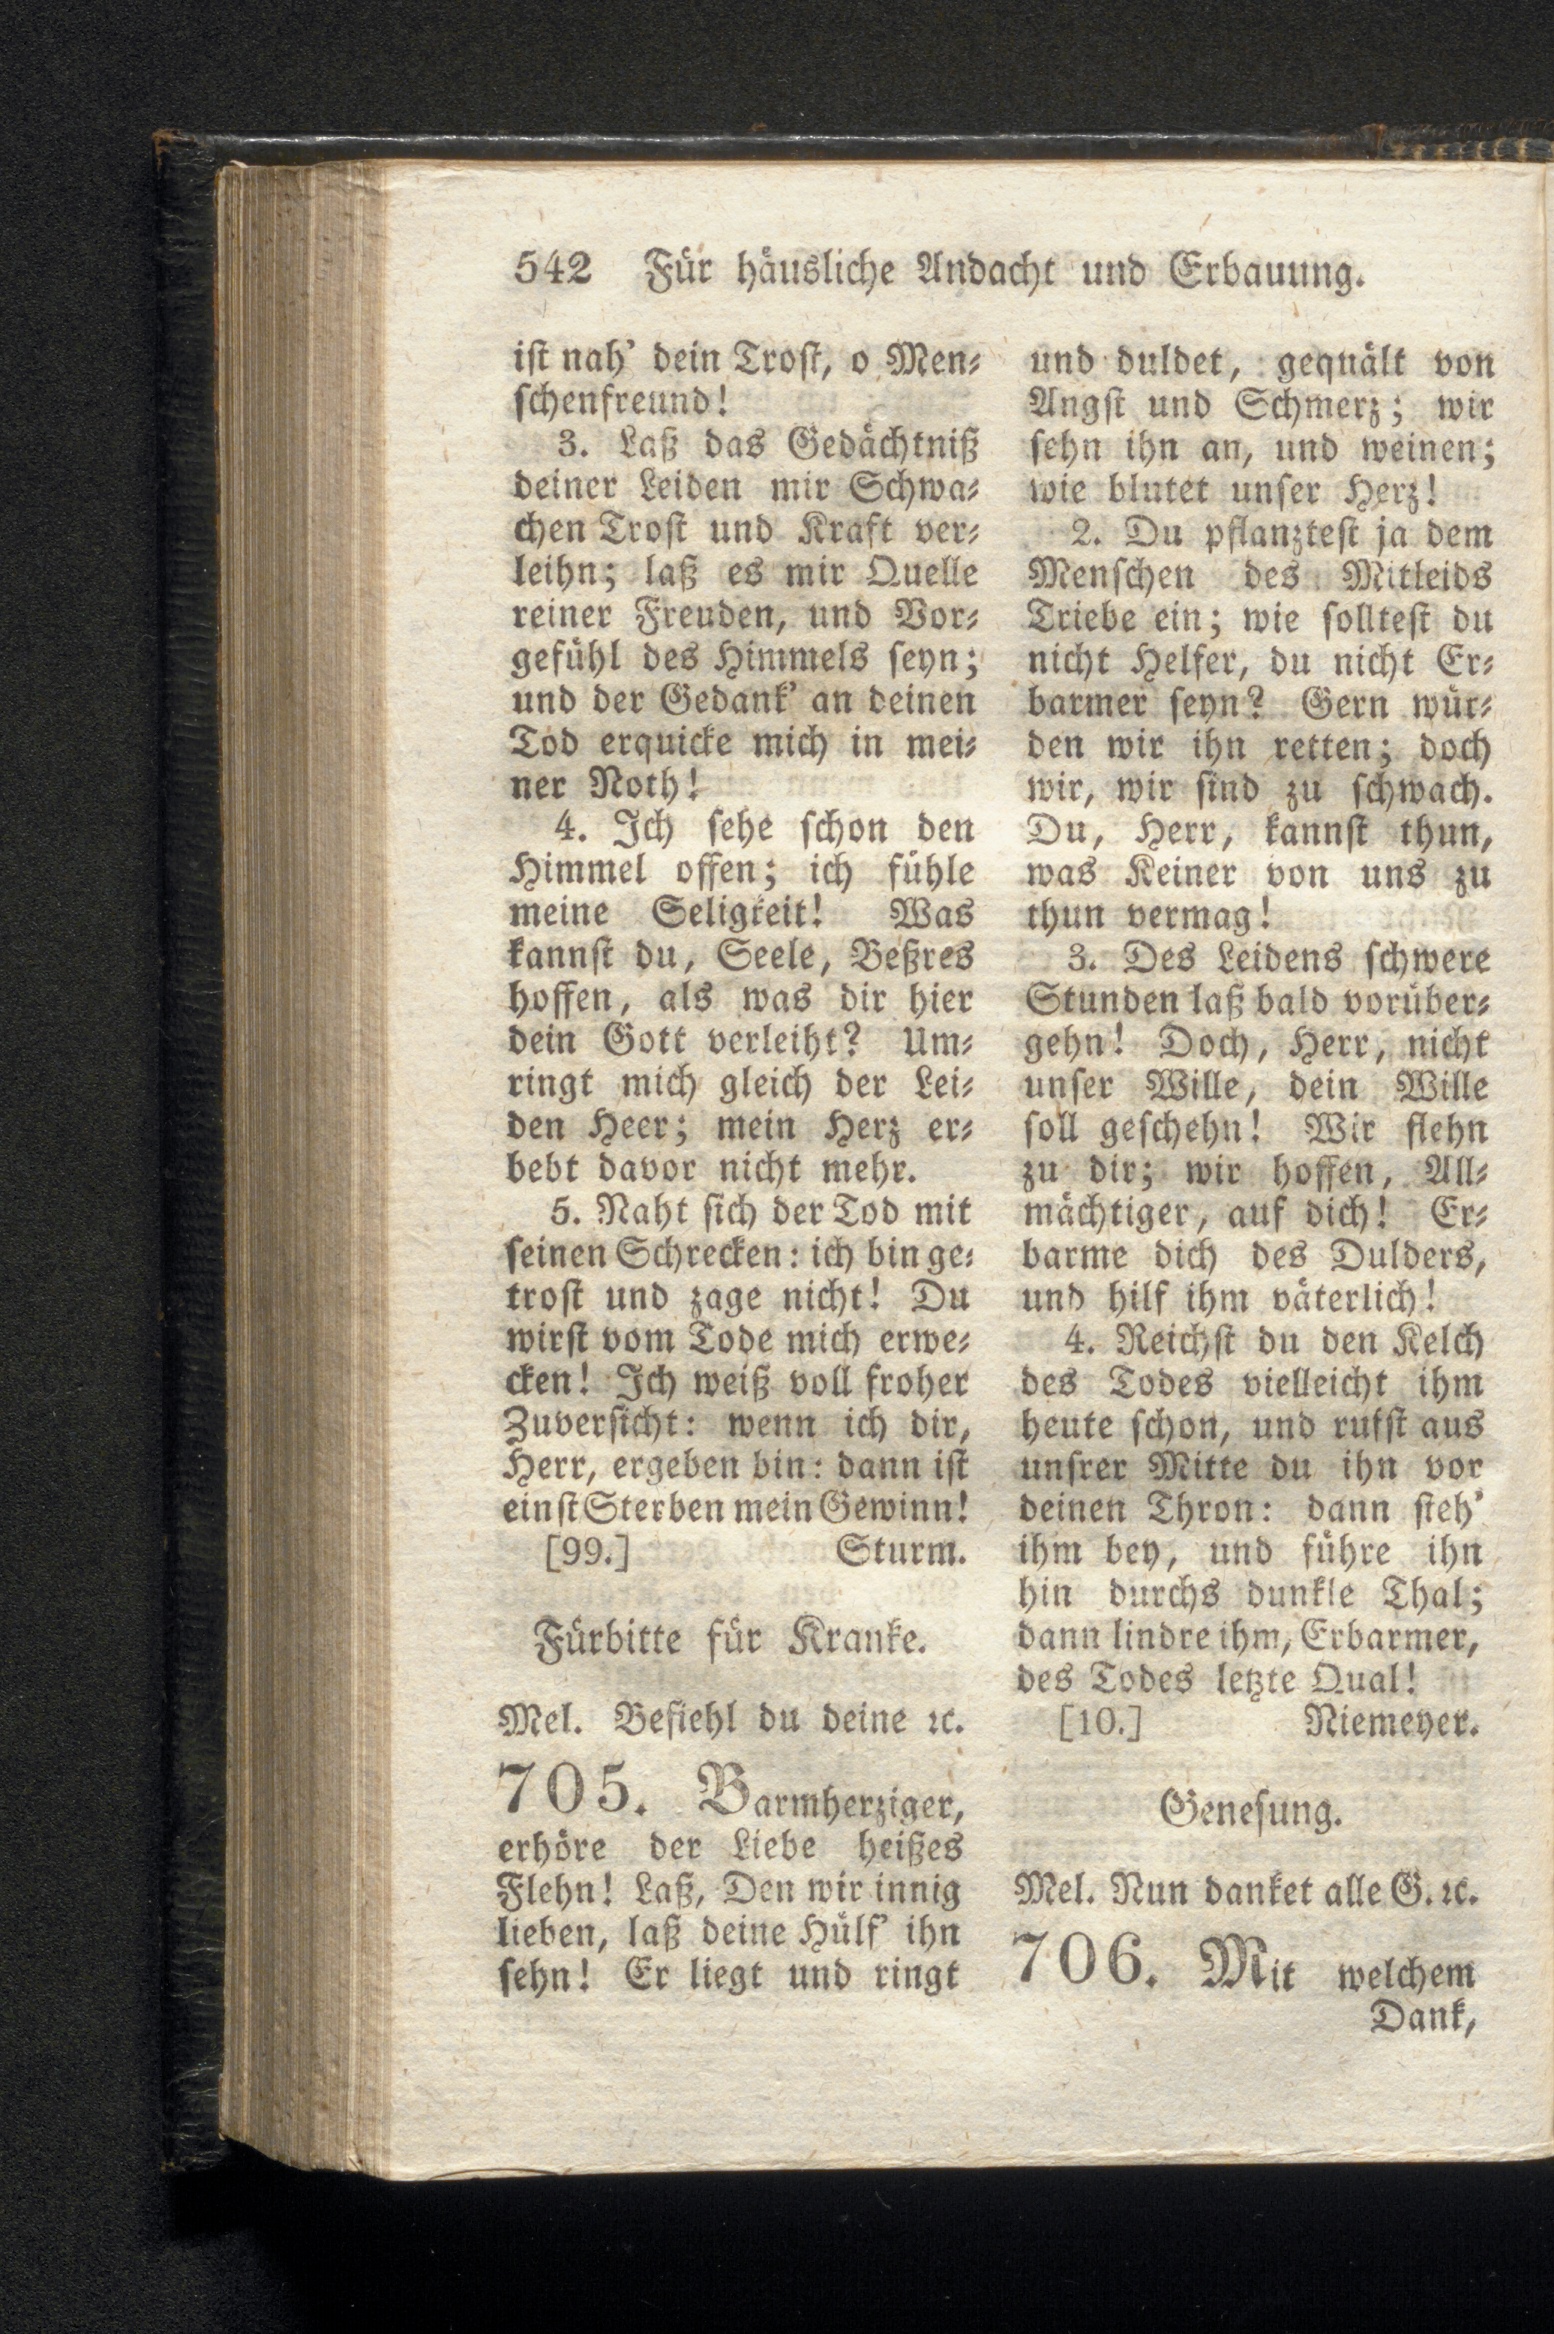 542 Für häusliche Andacht und Erbauung.
ist nah' dein Trost, o Men-
schenfreund!
3. Laß das Gedächtniß
deiner Leiden mir Schwa-
chen Trost und Kraft ver-
leihn; laß es mir Quelle
reiner Freuden, und Vor-
gefühl des Himmels seyn;
und der Gedank' an deinen
Tod erquicke mich in mei-
ner Noth!
4. Ich sehe schon den
Himmel offen; ich fühle
meine Seligkeit! Was
kannst du, Seele, Beßres
hoffen, als was dir hier
dein Gott verleiht? Um-
ringt mich gleich der Lei-
den Heer; mein Herz er-
bebt davor nicht mehr.
5. Naht sich der Tod mit
seinen Schrecken: ich bin ge-
trost und zage nicht! Du
wirst vom Tode mich erwe-
cken! Ich weiß voll froher
Zuversicht: wenn ich dir,
Herr, ergeben bin: dann ist
einst Sterben mein Gewinn!
[99.] Sturm.
Fürbitte für Kranke.
Mel. Befiehl du deine ꝛc.
705. Barmherziger,
erhöre der Liebe heißes
Flehn! Laß, Den wir innig
lieben, laß deine Hülf' ihn
sehn! Er liegt und ringt
und duldet, gequält von
Angst und Schmerz; wir
sehn ihn an, und weinen;
wie blutet unser Herz!
2. Du pflanztest ja dem
Menschen des Mitleids
Triebe ein; wie solltest du
nicht Helfer, du nicht Er-
barmer seyn? Gern wür-
den wir ihn retten; doch
wir, wir sind zu schwach.
Du, Herr, kannst thun,
was Keiner von uns zu
thun vermag!
3. Des Leidens schwere
Stunden laß bald vorüber-
gehn! Doch, Herr, nicht
unser Wille, dein Wille
soll geschehn! Wir flehn
zu dir; wir hoffen, All-
mächtiger, auf dich! Er-
barme dich des Dulders,
und hilf ihm väterlich!
4. Reichst du den Kelch
des Todes vielleicht ihm
heute schon, und rufst aus
unsrer Mitte du ihn vor
deinen Thron: dann steh'
ihm bey, und führe ihn
hin durchs dunkle Thal;
dann lindre ihm, Erbarmer,
des Todes letzte Qual!
[10.] Niemeyer.
Genesung.
Mel. Nun danket alle G. ꝛc.
706. Mit welchem
Dank,